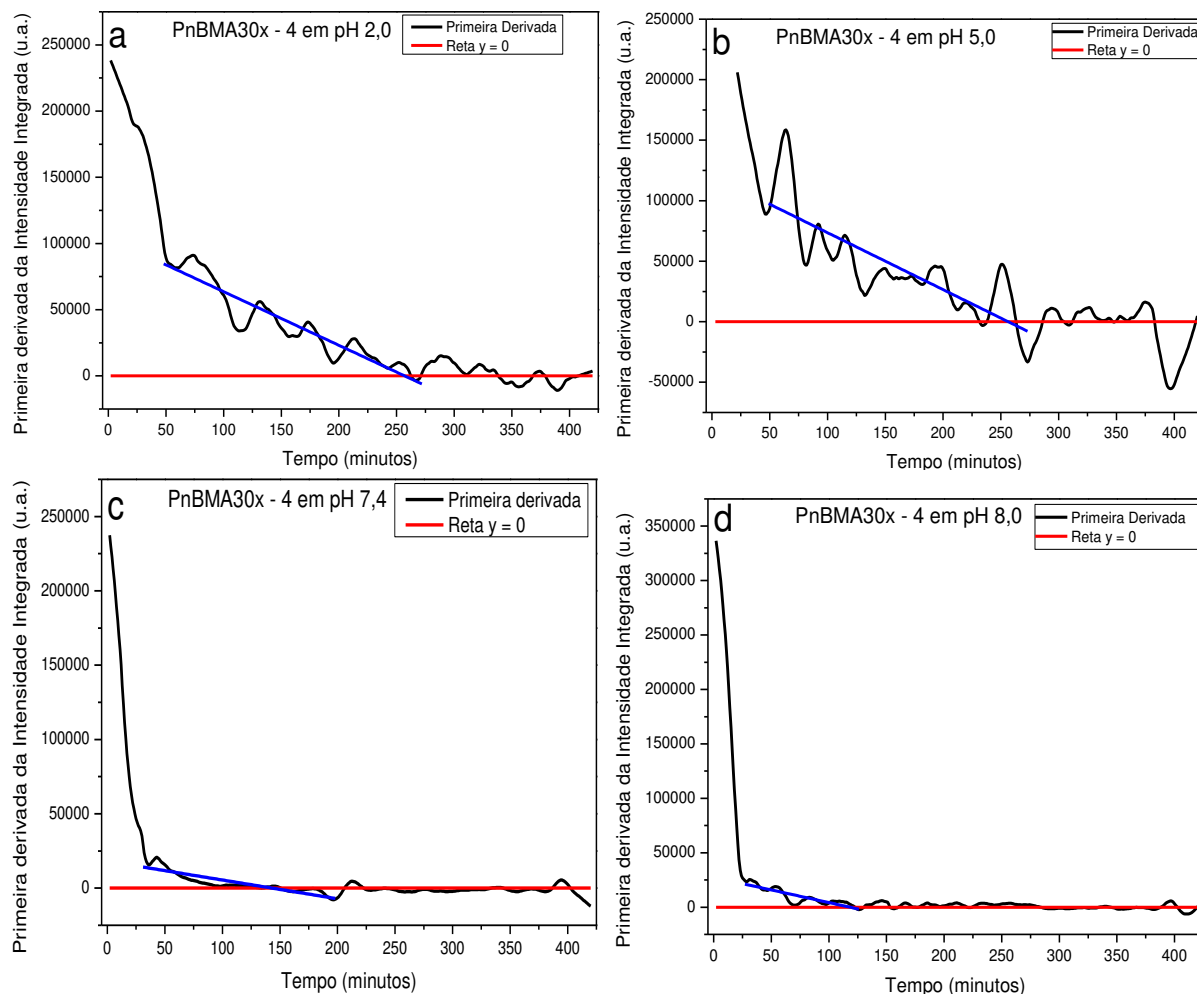 a
PnBMA30x - 4 em pH 2,0
Primeira Derivada
Reta y = 0
Primeira derivada da Intensidade Integrada (u.a.)
250000
200000
150000
100000
50000
0
0 50 100 150 200 250 300 350 400
Tempo (minutos)
b
PnBMA30x - 4 em pH 5,0
Primeira Derivada
Reta y = 0
Primeira derivada da Intensidade Integrada (u.a.)
250000
200000
150000
100000
50000
0
-50000
0 50 100 150 200 250 300 350 400
Tempo (minutos)
c
PnBMA30x - 4 em pH 7,4
Primeira derivada
Reta y = 0
Primeira derivada da Intensidade Integrada (u.a.)
250000
200000
150000
100000
50000
0
0 50 100 150 200 250 300 350 400
Tempo (minutos)
d
PnBMA30x - 4 em pH 8,0
Primeira Derivada
Reta y = 0
Primeira derivada da Intensidade Integrada (u.a.)
350000
300000
250000
200000
150000
100000
50000
0
0 50 100 150 200 250 300 350 400
Tempo (minutos)